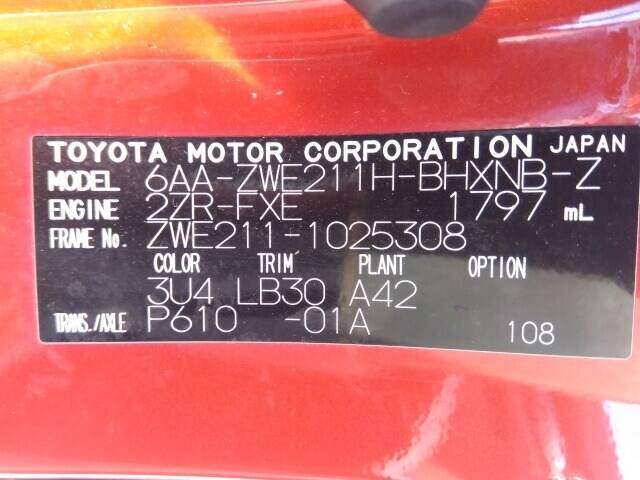 TOYOTA MOTOR CORPORATION JAPAN
MODEL 6AA-ZWE211H-BHXNB-Z
ENGINE 2ZR-FXE 1797 mL
FRAME No. ZWE211-1025308
COLOR TRIM PLANT OPTION
3U4 LB30 A42
TRANS./AXLE P610 -01A 108